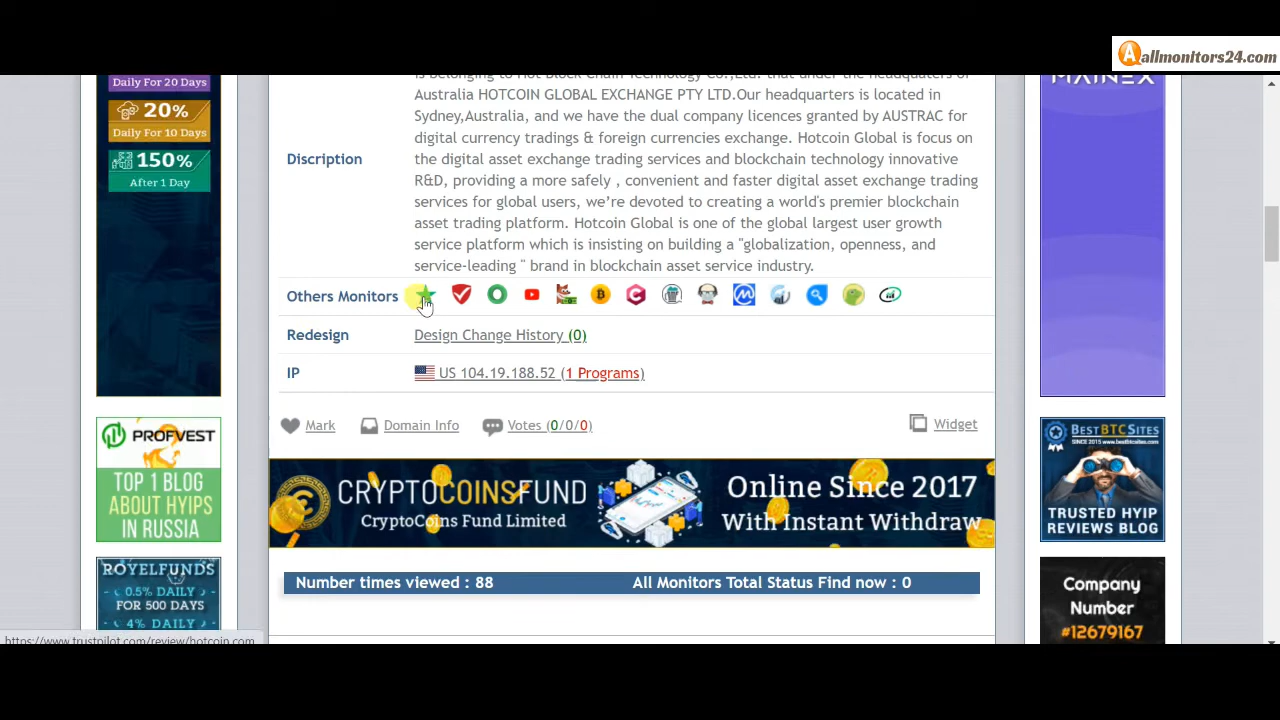 allmonitors24.com
Daily For 20 Days
20%
Daily For 10 Days
150%
After 1 Day
is belonging to Hot Block Chain Technology Co.,Ltd. that under the headquaters of
Australia HOTCOIN GLOBAL EXCHANGE PTY LTD.Our headquarters is located in
Sydney,Australia, and we have the dual company licences granted by AUSTRAC for
digital currency tradings & foreign currencies exchange. Hotcoin Global is focus on
Discription
the digital asset exchange trading services and blockchain technology innovative
R&D, providing a more safely , convenient and faster digital asset exchange trading
services for global users, we're devoted to creating a world's premier blockchain
asset trading platform. Hotcoin Global is one of the global largest user growth
service platform which is insisting on building a "globalization, openness, and
service-leading " brand in blockchain asset service industry.
Others Monitors
Redesign
Design Change History (0)
IP
US 104.19.188.52 (1 Programs)
Mark
Domain Info
Votes (0/0/0)
Widget
CRYPTOCOINSFUND
CryptoCoins Fund Limited
Online Since 2017
With Instant Withdraw
Number times viewed : 88
All Monitors Total Status Find now : 0
PROFVEST
TOP 1 BLOG
ABOUT HYIPS
IN RUSSIA
ROYELFUNDS
0.5% DAILY
FOR 500 DAYS
4% DAILY
MAINEX
BESTBTCSITES
SINCE 2015 www.bestbtcsites.com
TRUSTED HYIP
REVIEWS BLOG
Company
Number
#12679167
https://www.trustpilot.com/review/hotcoin.com